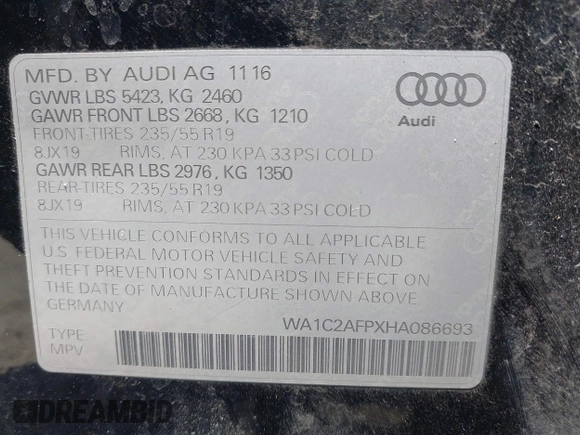 MFD. BY AUDI AG 1116
GVWR LBS 5423, KG 2460
GAWR FRONT LBS 2668, KG 1210
FRONT-TIRES 235/55 R19
8JX19 RIMS, AT 230 KPA 33 PSI COLD
GAWR REAR LBS 2976, KG 1350
REAR-TIRES 235/55 R19
8JX19 RIMS, AT 230 KPA 33 PSI COLD
Audi
THIS VEHICLE CONFORMS TO ALL APPLICABLE
U.S. FEDERAL MOTOR VEHICLE SAFETY AND
THEFT PREVENTION STANDARDS IN EFFECT ON
THE DATE OF MANUFACTURE SHOWN ABOVE
GERMANY
WA1C2AFPXHA086693
TYPE
MPV
DREAMBID